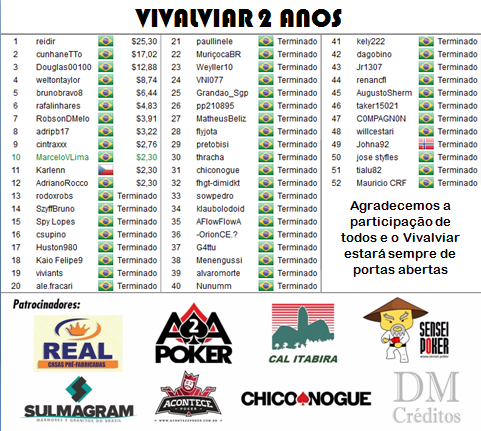 VIVALVIAR 2 ANOS
1 reidir $25,30
2 cunhaneTTo $17,02
3 Douglas00100 $12,88
4 weltontaylor $8,74
5 brunobravo8 $6,44
6 rafalinhares $4,83
7 RobsonDMelo $3,91
8 adripb17 $3,22
9 cintraxxx $2,76
10 MarceloVLima $2,30
11 Karlenn $2,30
12 AdrianoRocco $2,30
13 rodoxrobs Terminado
14 SzyffBruno Terminado
15 Spy Lopes Terminado
16 csupino Terminado
17 Huston980 Terminado
18 Kaio Felipe9 Terminado
19 viviants Terminado
20 ale.fracari Terminado
21 paullinele Terminado
22 MuriçocaBR Terminado
23 Weyller10 Terminado
24 VNI077 Terminado
25 Grandao_Sgp Terminado
26 pp210895 Terminado
27 MatheusBeliz Terminado
28 flyjota Terminado
29 pretobisi Terminado
30 thracha Terminado
31 chiconogue Terminado
32 fhgt-dimidkt Terminado
33 sowpedro Terminado
34 klaubolodoid Terminado
35 AFlowFlowA Terminado
36 -OrionCE.? Terminado
37 G4ttu Terminado
38 Menengussi Terminado
39 alvaromorte Terminado
40 Nunumm Terminado
41 kely222 Terminado
42 dagobino Terminado
43 Jr1307 Terminado
44 renancfl Terminado
45 AugustoSherm Terminado
46 taker15021 Terminado
47 C0MPAGN0N Terminado
48 willcestari Terminado
49 Johna92 Terminado
50 jose styfles Terminado
51 tialu82 Terminado
52 Mauricio CRF Terminado
Agradecemos a
participação de
todos e o Vivalviar
estará sempre de
portas abertas
Patrocinadores:
REAL
CASAS PRÉ-FABRICADAS
A2A
POKER
CAL ITABIRA
SENSEI
POKER
SULMAGRAM
MÁRMORES E GRANITOS DO BRASIL
ACONTECE
POKER
WWW.ACONTECEPOKER.COM.BR
CHICO NOGUE
DM
Créditos